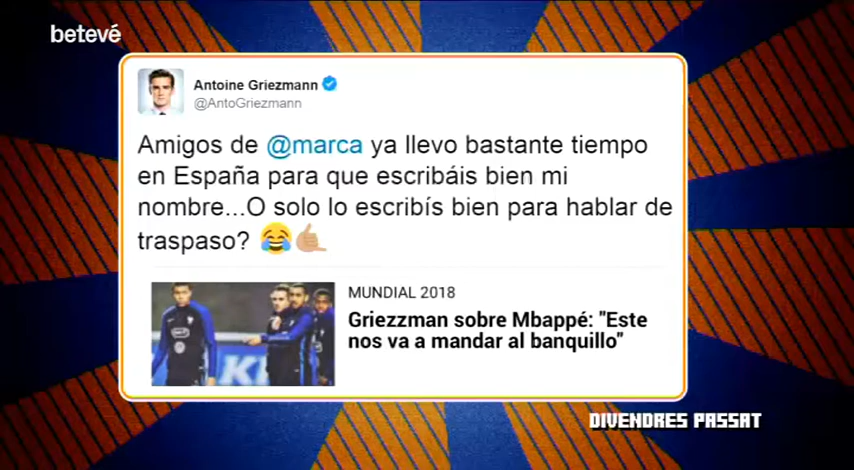 betevé
Antoine Griezmann
@AntoGriezmann
Amigos de @marca ya llevo bastante tiempo
en España para que escribáis bien mi
nombre...O solo lo escribís bien para hablar de
traspaso? 😂🤙🏼
MUNDIAL 2018
Griezzman sobre Mbappé: "Este
nos va a mandar al banquillo"
DIVENDRES PASSAT